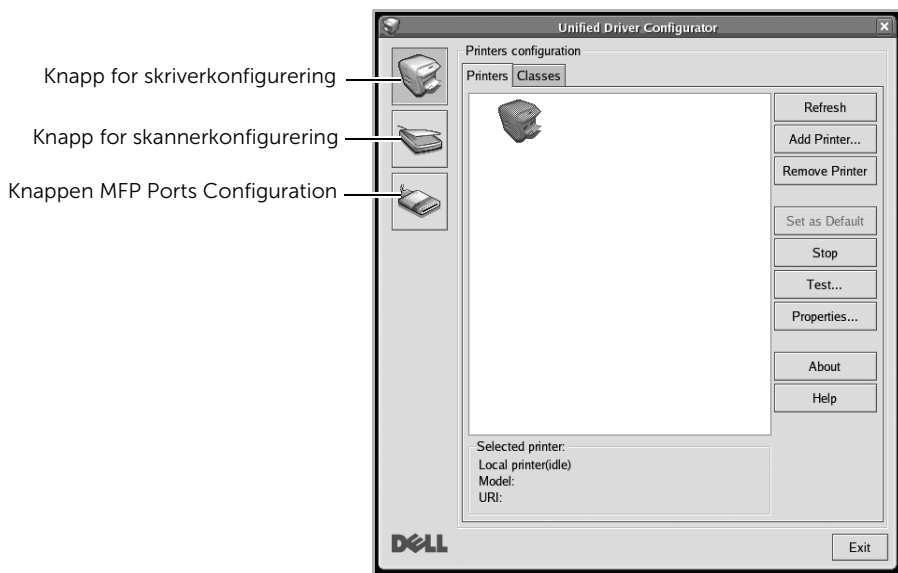 Knapp for skriverkonfigurering
Knapp for skannerkonfigurering
Knappen MFP Ports Configuration
Unified Driver Configurator
Printers configuration
Printers
Classes
Refresh
Add Printer...
Remove Printer
Set as Default
Stop
Test...
Properties...
About
Help
Selected printer:
Local printer(idle)
Model:
URI:
DELL
Exit